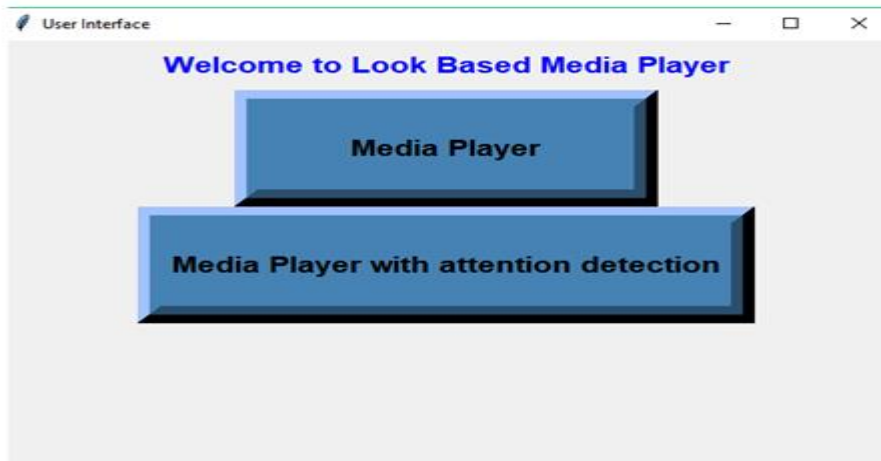 User Interface
Welcome to Look Based Media Player
Media Player
Media Player with attention detection